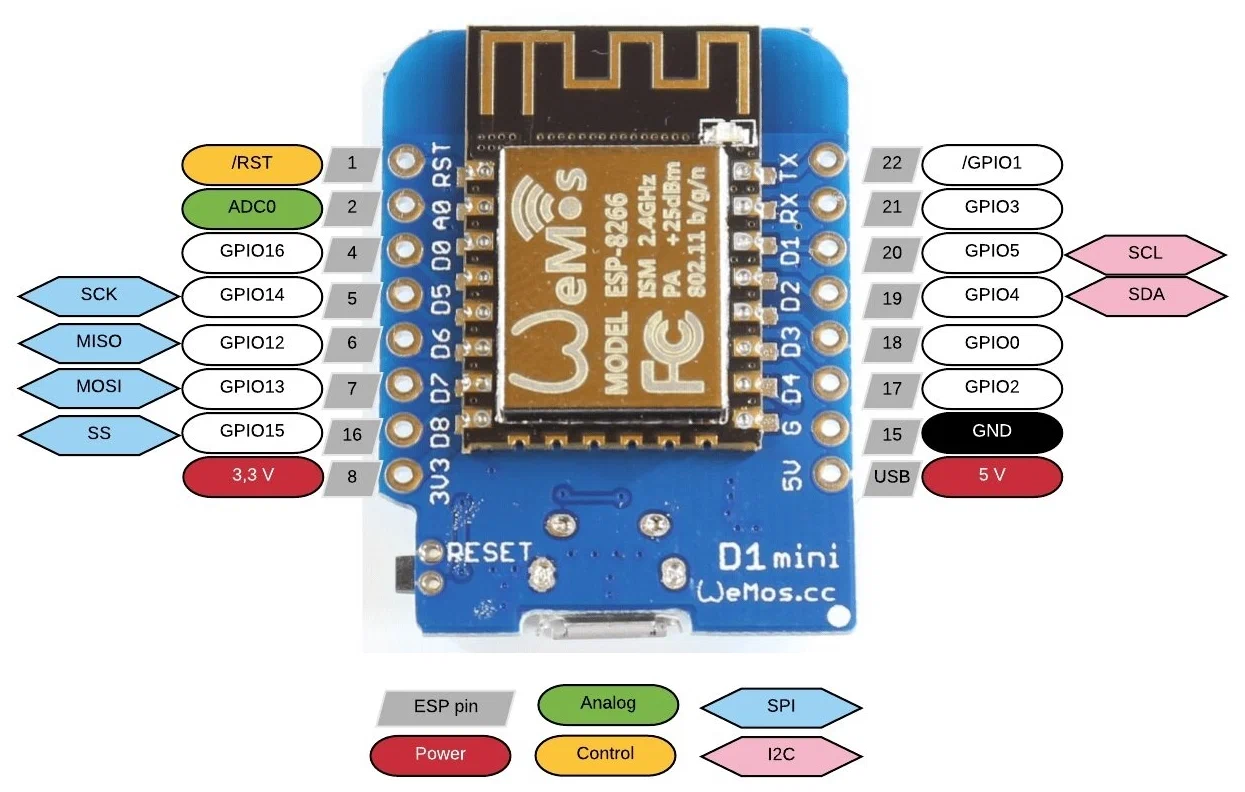 /RST 1 RST TX 22 /GPIO1
ADC0 2 A0 RX 21 GPIO3
GPIO16 4 D0 D1 20 GPIO5 SCL
SCK GPIO14 5 D5 D2 19 GPIO4 SDA
MISO GPIO12 6 D6 D3 18 GPIO0
MOSI GPIO13 7 D7 D4 17 GPIO2
SS GPIO15 16 D8 G 15 GND
3,3 V 8 3V3 5V USB 5 V
WeMos
MODEL ESP-8266
ISM 2.4GHz
PA +25dBm
802.11 b/g/n
FC
RESET
D1 mini
WeMos.cc
ESP pin Analog SPI
Power Control I2C